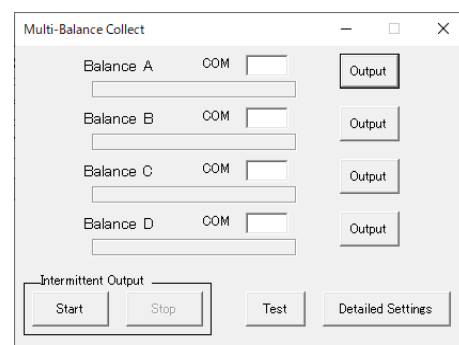 Multi-Balance Collect
Balance A COM Output
Balance B COM Output
Balance C COM Output
Balance D COM Output
Intermittent Output
Start Stop Test Detailed Settings